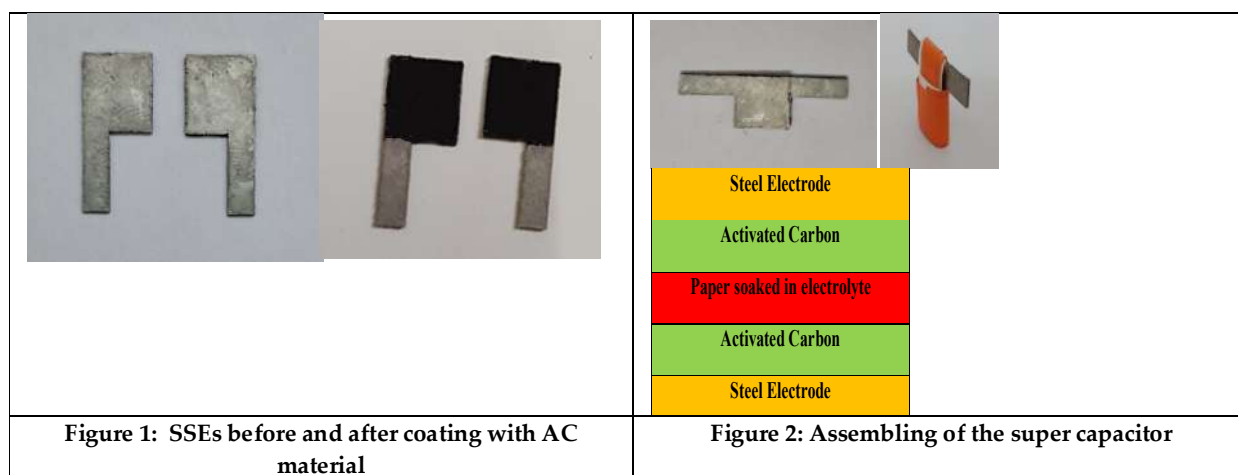 Steel Electrode
Activated Carbon
Paper soaked in electrolyte
Activated Carbon
Steel Electrode
Figure 1: SSEs before and after coating with AC
material
Figure 2: Assembling of the super capacitor